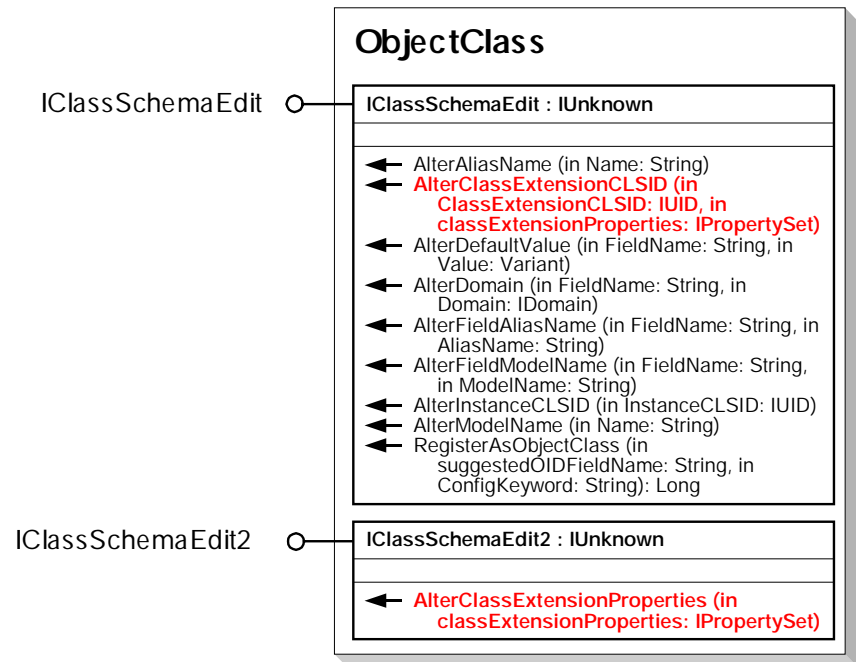 ObjectClass
IClassSchemaEdit
IClassSchemaEdit : IUnknown
AlterAliasName (in Name: String)
AlterClassExtensionCLSID (in
ClassExtensionCLSID: IUID, in
classExtensionProperties: IPropertySet)
AlterDefaultValue (in FieldName: String, in
Value: Variant)
AlterDomain (in FieldName: String, in
Domain: IDomain)
AlterFieldAliasName (in FieldName: String, in
AliasName: String)
AlterFieldModelName (in FieldName: String,
in ModelName: String)
AlterInstanceCLSID (in InstanceCLSID: IUID)
AlterModelName (in Name: String)
RegisterAsObjectClass (in
suggestedOIDFieldName: String, in
ConfigKeyword: String): Long
IClassSchemaEdit2
IClassSchemaEdit2 : IUnknown
AlterClassExtensionProperties (in
classExtensionProperties: IPropertySet)